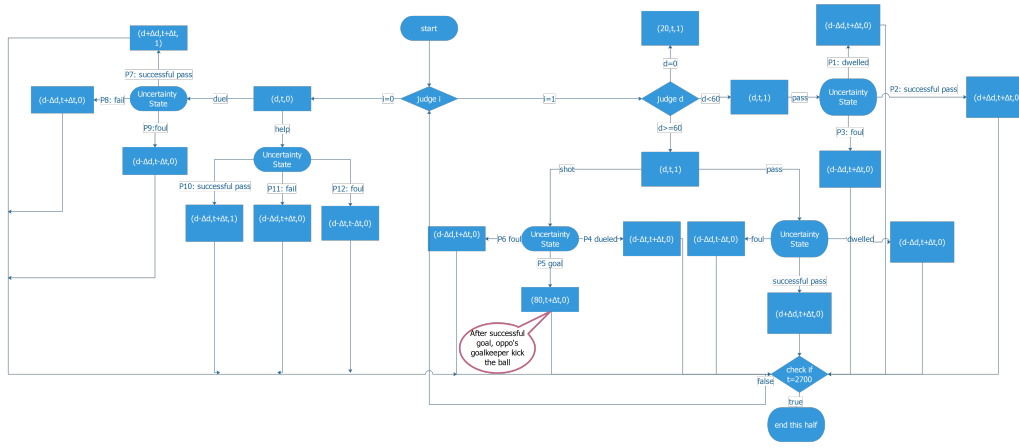 start
judge i
i=0
i=1
(d,t,0)
duel
help
Uncertainty
State
P7: successful pass
(d+Δd,t+Δt,
1)
P8: fail
(d-Δd,t+Δt,0)
P9:foul
(d-Δd,t-Δt,0)
Uncertainty
State
P10: successful pass
P11: fail
P12: foul
(d-Δd,t+Δt,1)
(d-Δd,t+Δt,0)
(d-Δt,t-Δt,0)
judge d
d=0
(20,t,1)
d<60
(d,t,1)
pass
Uncertainty
State
P1: dwelled
(d-Δd,t+Δt,0)
P2: successful pass
(d+Δd,t+Δt,0)
P3: foul
(d-Δd,t+Δt,0)
d>=60
(d,t,1)
shot
pass
Uncertainty
State
P6 foul
(d-Δd,t+Δt,0)
P4 dueled
(d-Δt,t+Δt,0)
P5 goal
(80,t+Δt,0)
After successful
goal, oppo's
goalkeeper kick
the ball
Uncertainty
State
foul
(d-Δd,t-Δt,0)
dwelled
(d-Δd,t+Δt,0)
successful pass
(d+Δd,t+Δt,0)
check if
t=2700
false
true
end this half